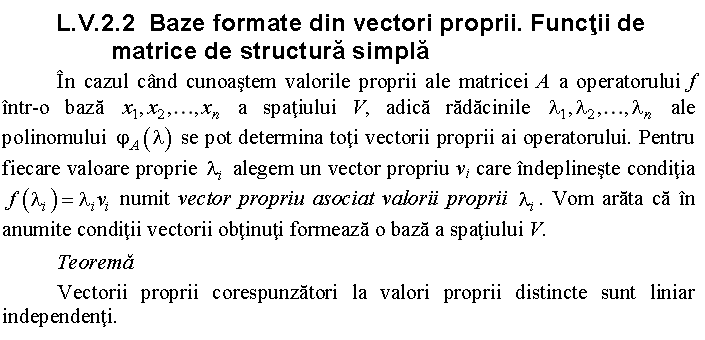 L.V.2.2 Baze formate din vectori proprii. Funcţii de
matrice de structură simplă
În cazul când cunoaştem valorile proprii ale matricei A a operatorului f
într-o bază x₁,x₂,…,xₙ a spaţiului V, adică rădăcinile λ₁,λ₂,…,λₙ ale
polinomului φ_A(λ) se pot determina toţi vectorii proprii ai operatorului. Pentru
fiecare valoare proprie λᵢ alegem un vector propriu vᵢ care îndeplineşte condiţia
f(λᵢ)=λᵢvᵢ numit vector propriu asociat valorii proprii λᵢ. Vom arăta că în
anumite condiţii vectorii obţinuţi formează o bază a spaţiului V.
Teoremă
Vectorii proprii corespunzători la valori proprii distincte sunt liniar
independenţi.